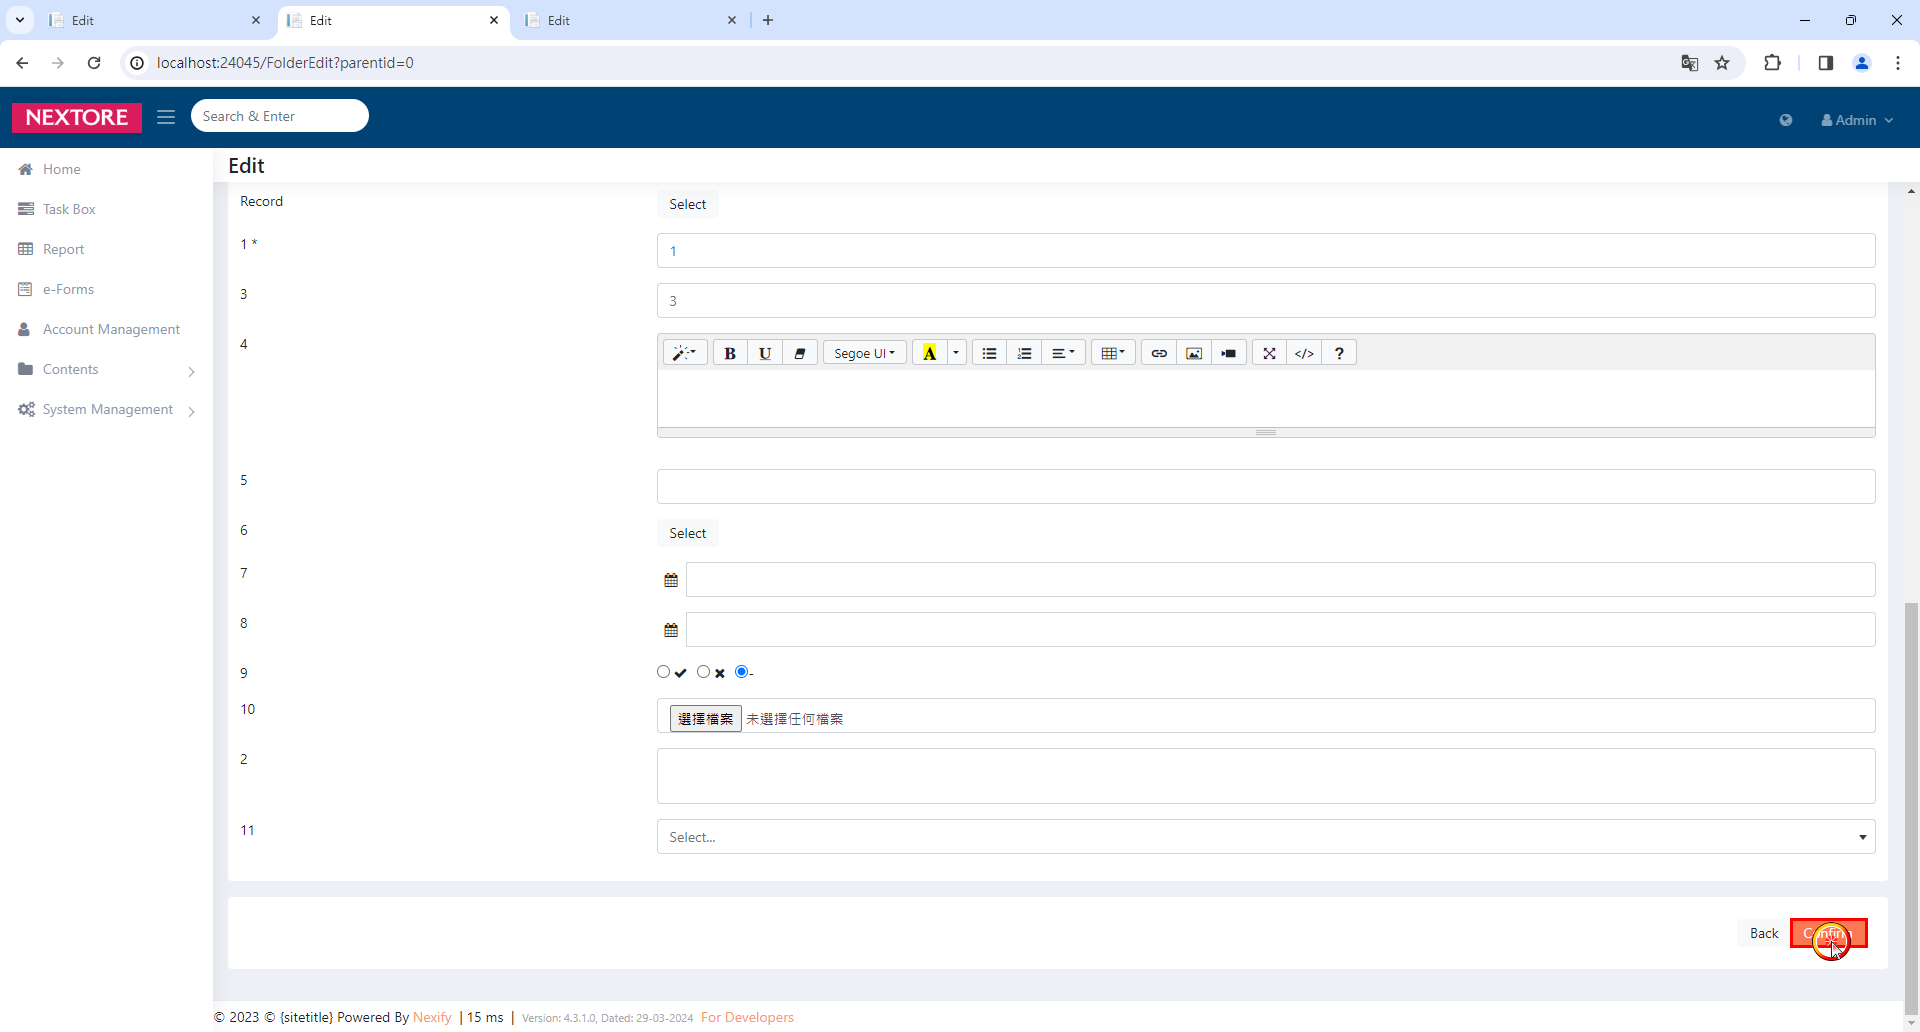 Edit
Edit
Edit
localhost:24045/FolderEdit?parentid=0
NEXTORE
Search & Enter
Admin
Home
Task Box
Report
e-Forms
Account Management
Contents
System Management
Edit
Record
Select
1 *
1
3
3
4
B U Segoe UI A </> ?
5
6
Select
7
8
9
-
10
選擇檔案 未選擇任何檔案
2
11
Select...
Back
Confirm
© 2023 © {sitetitle} Powered By Nexify | 15 ms | Version: 4.3.1.0, Dated: 29-03-2024 For Developers